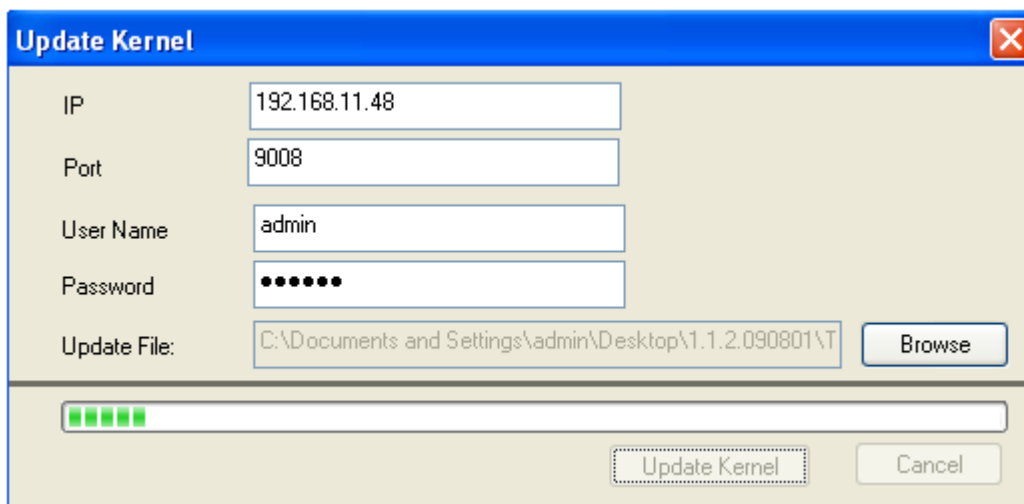 Update Kernel
IP 192.168.11.48
Port 9008
User Name admin
Password ••••••
Update File: C:\Documents and Settings\admin\Desktop\1.1.2.090801\T Browse
Update Kernel Cancel